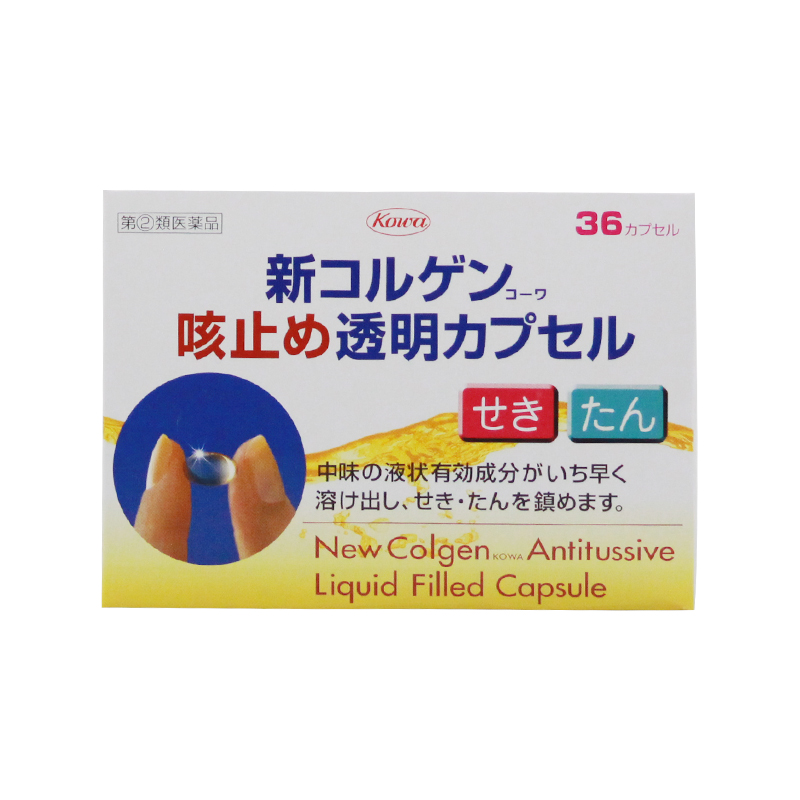 第②類医薬品
Kowa
36カプセル
新コルゲンコーワ
咳止め透明カプセル
せき たん
中味の液状有効成分がいち早く
溶け出し、せき・たんを鎮めます。
New Colgen KOWA Antitussive
Liquid Filled Capsule